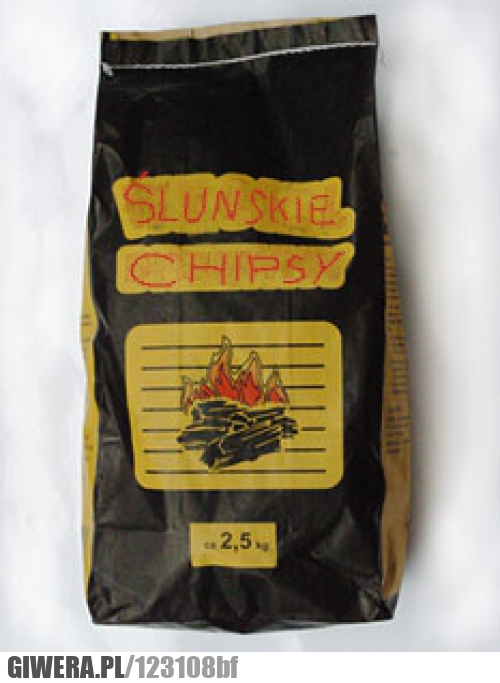 ŚLUNSKIE
CHIPSY
ca. 2,5 kg
GIWERA.PL/123108bf